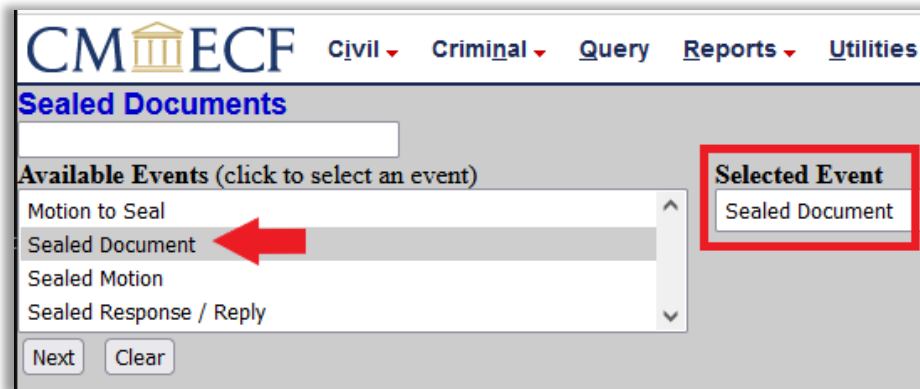 CM ECF Civil Criminal Query Reports Utilities
Sealed Documents
Available Events (click to select an event)
Selected Event
Motion to Seal
Sealed Document
Sealed Document
Sealed Motion
Sealed Response / Reply
Next Clear